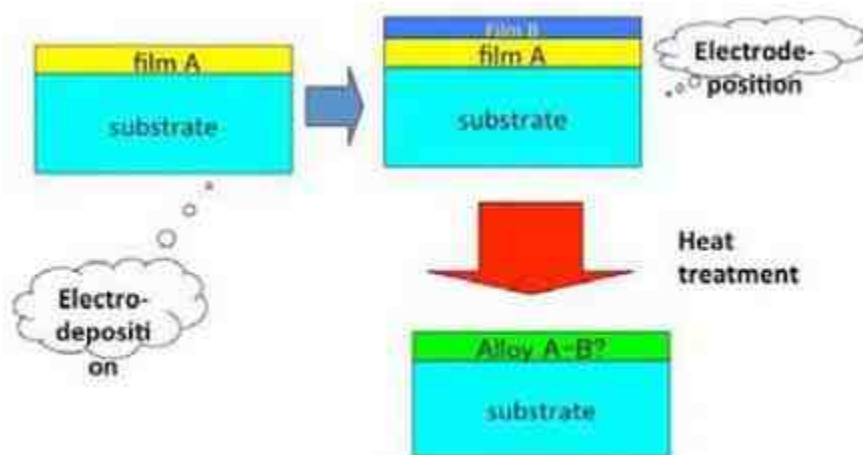 film A
substrate
Electro-
depositi
on
Film B
film A
substrate
Electrode-
position
Heat
treatment
Alloy A-B?
substrate